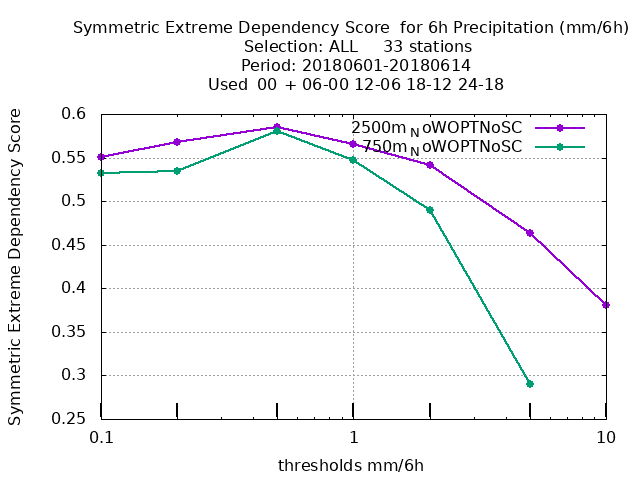 Symmetric Extreme Dependency Score  for 6h Precipitation (mm/6h)
Selection: ALL     33 stations
Period: 20180601-20180614
Used  00 + 06-00 12-06 18-12 24-18
Symmetric Extreme Dependency Score
0.6
0.55
0.5
0.45
0.4
0.35
0.3
0.25
2500m_NoWOPTNoSC
750m_NoWOPTNoSC
0.1
1
10
thresholds mm/6h